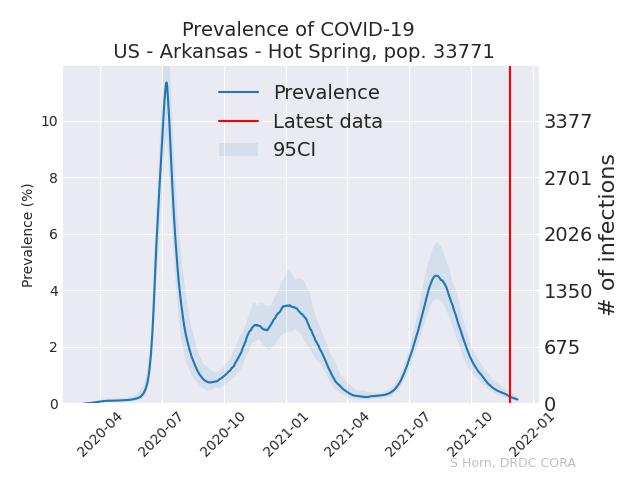 Prevalence of COVID-19
US - Arkansas - Hot Spring, pop. 33771
Prevalence
Latest data
95CI
Prevalence (%)
10
8
6
4
2
0
3377
2701
2026
1350
675
0
# of infections
2020-04
2020-07
2020-10
2021-01
2021-04
2021-07
2021-10
2022-01
S Horn, DRDC CORA